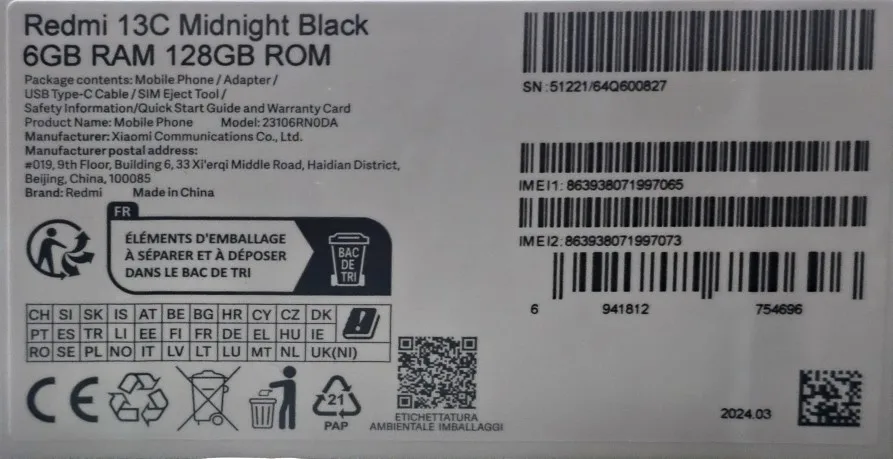 Redmi 13C Midnight Black
6GB RAM 128GB ROM
Package contents: Mobile Phone / Adapter /
USB Type-C Cable / SIM Eject Tool /
Safety Information/Quick Start Guide and Warranty Card
Product Name: Mobile Phone Model: 23106RN0DA
Manufacturer: Xiaomi Communications Co., Ltd.
Manufacturer postal address:
#019, 9th Floor, Building 6, 33 Xi'erqi Middle Road, Haidian District,
Beijing, China, 100085
Brand: Redmi Made in China
SN: 51221/64Q600827
IMEI1: 863938071997065
IMEI2: 863938071997073
6 941812 754696
FR
ÉLÉMENTS D'EMBALLAGE
À SÉPARER ET À DÉPOSER
DANS LE BAC DE TRI
BAC
DE
TRI
CH SI SK IS AT BE BG HR CY CZ DK
PT ES TR LI EE FI FR DE EL HU IE
RO SE PL NO IT LV LT LU MT NL UK(NI)
CE
21
PAP
ETICHETTATURA
AMBIENTALE IMBALLAGGI
2024.03